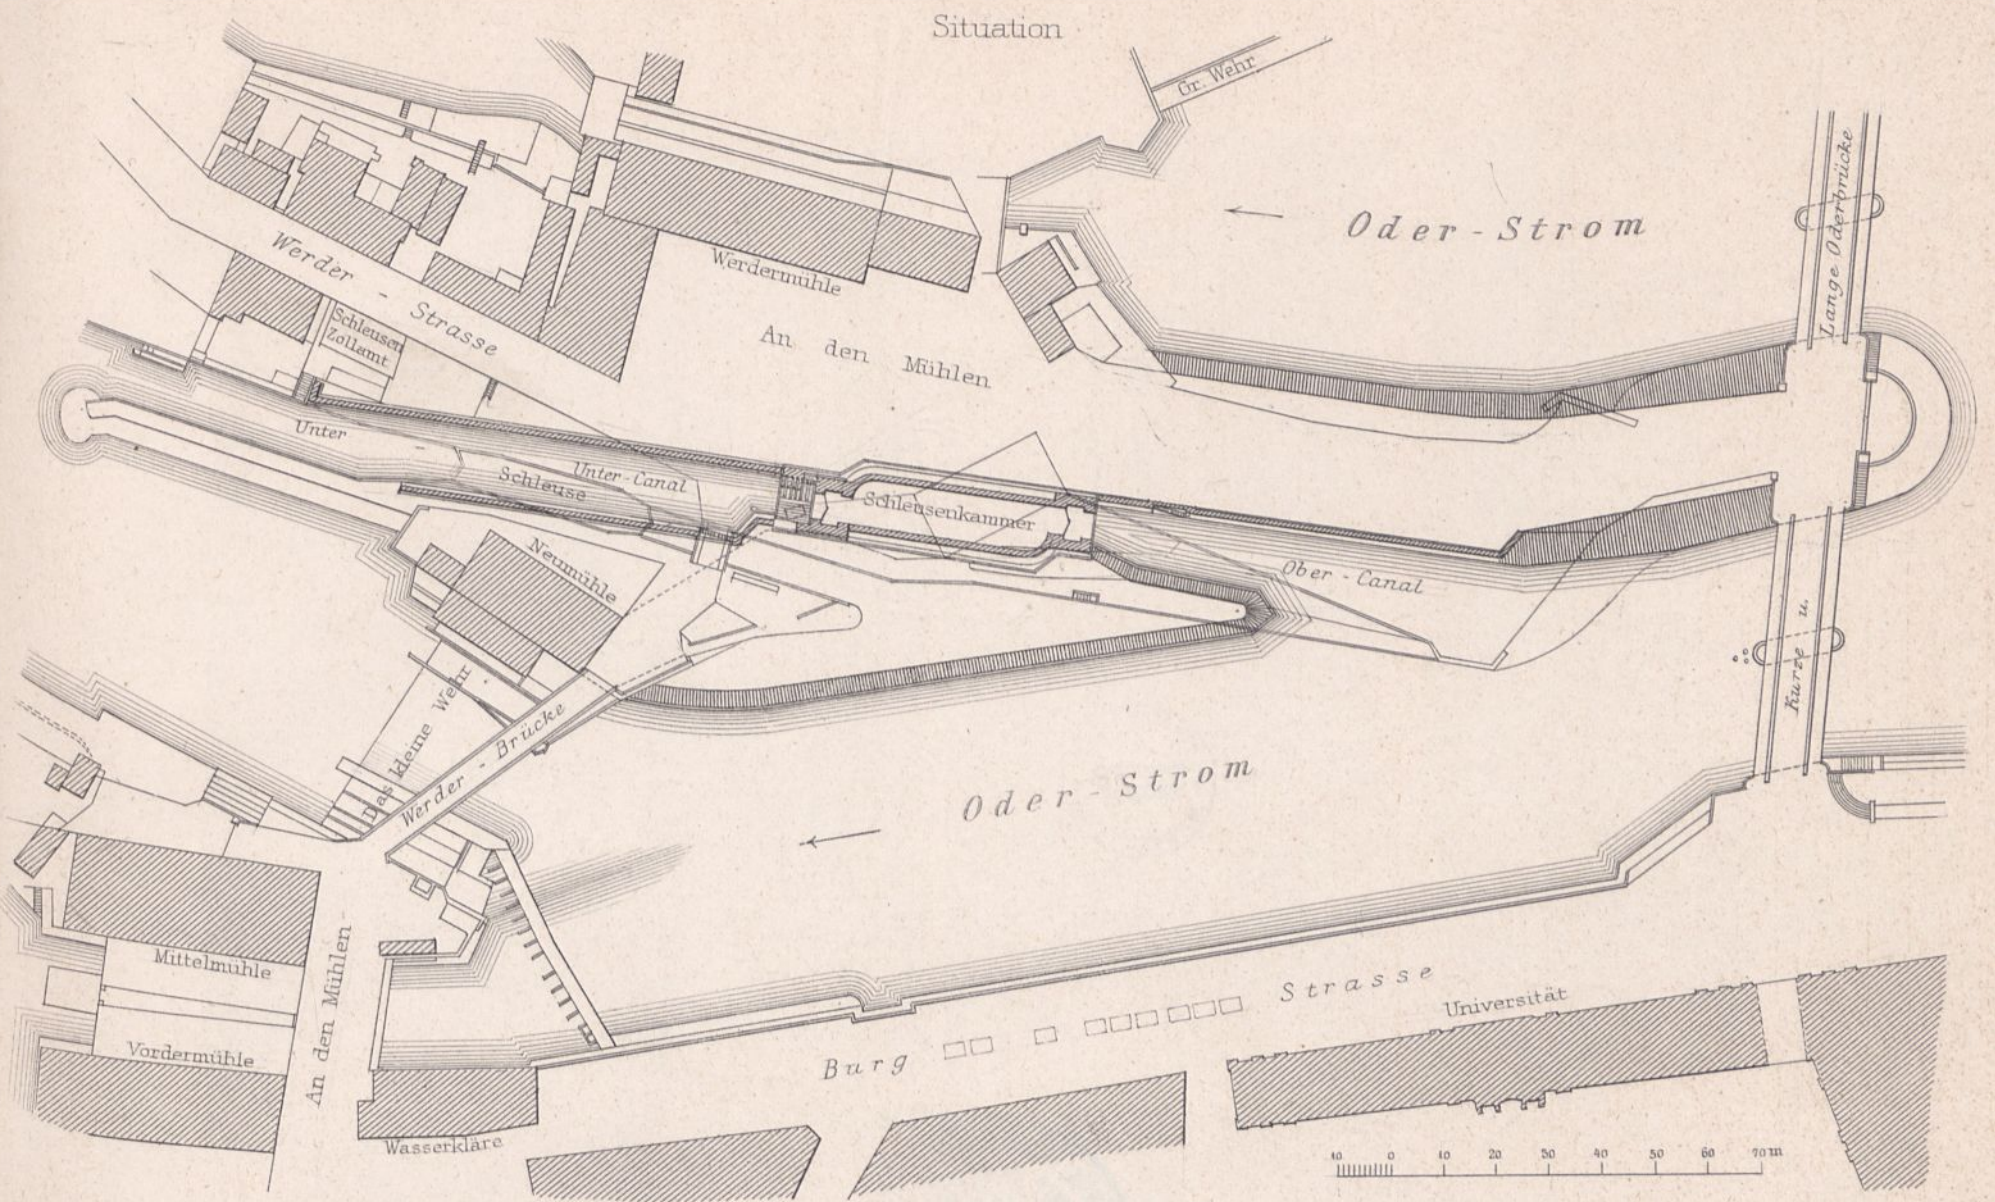 Situation
Gr. Wehr.
Lange Oderbrücke
Oder-Strom
Werder - Strasse
Werdermühle
Schleusen
Zollamt
An den Mühlen
Unter
Schleuse
Unter-Canal
Schleusenkammer
Neumühle
Ober-Canal
Kurze u.
Das kleine Wehr
Werder-Brücke
Oder-Strom
Mittelmühle
An den Mühlen
Vordermühle
Wasserkläre
Burg Strasse
Universität
10 0 10 20 30 40 50 60 70 m